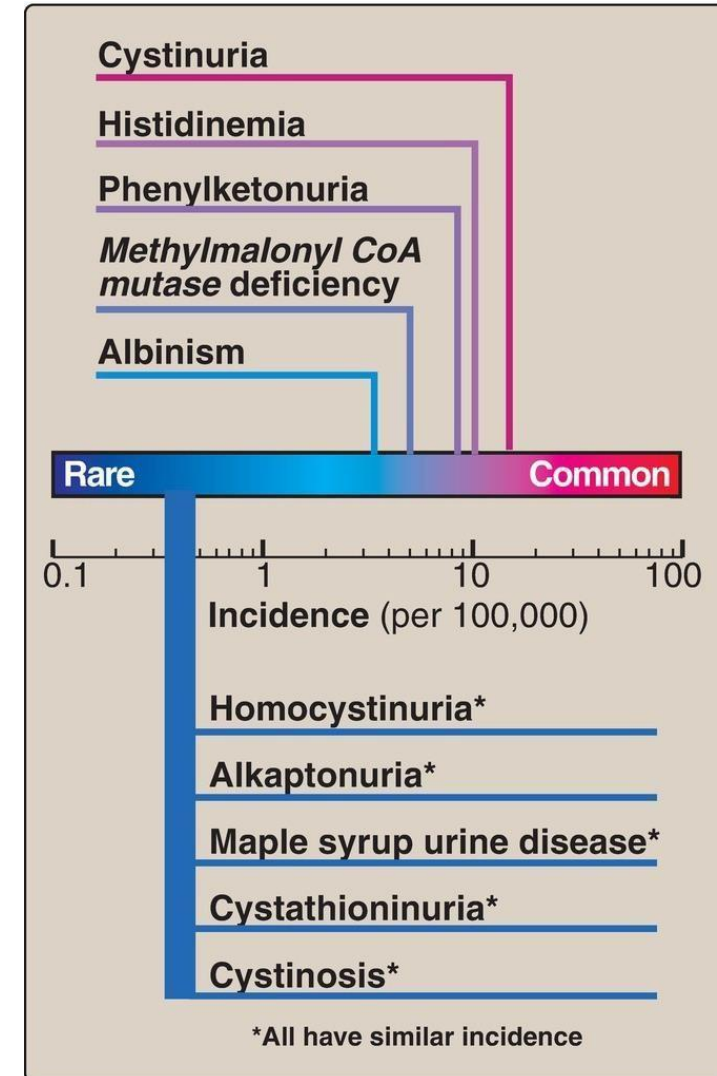 Cystinuria
Histidinemia
Phenylketonuria
Methylmalonyl CoA
mutase deficiency
Albinism
Rare Common
0.1 1 10 100
Incidence (per 100,000)
Homocystinuria*
Alkaptonuria*
Maple syrup urine disease*
Cystathioninuria*
Cystinosis*
*All have similar incidence